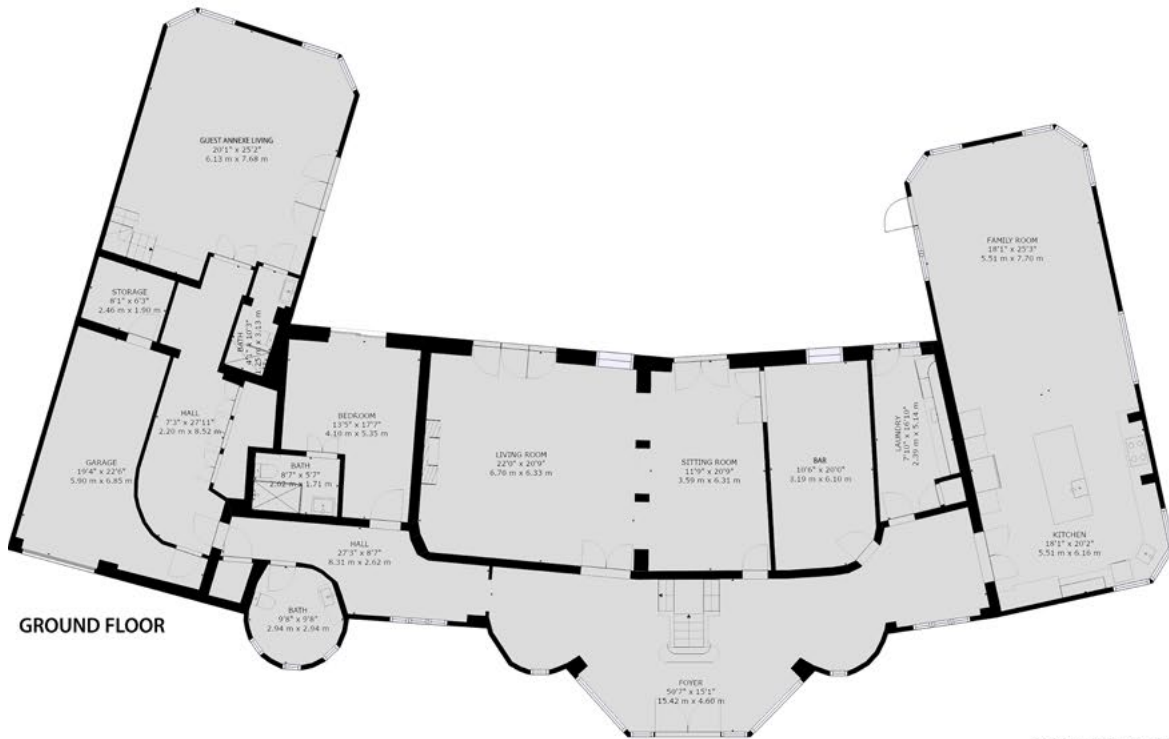 GUEST ANNEXE LIVING
20'1" x 25'2"
6.13 m x 7.68 m
FAMILY ROOM
18'1" x 25'3"
5.51 m x 7.70 m
STORAGE
8'1" x 6'3"
2.46 m x 1.90 m
BATH
HALL
7'3" x 27'11"
2.20 m x 8.52 m
BEDROOM
13'5" x 17'7"
4.10 m x 5.35 m
GARAGE
19'4" x 22'6"
5.90 m x 6.85 m
BATH
8'7" x 5'7"
2.62 m x 1.71 m
LIVING ROOM
22'0" x 20'9"
6.70 m x 6.33 m
SITTING ROOM
11'9" x 20'9"
3.59 m x 6.31 m
BAR
10'6" x 20'0"
3.19 m x 6.10 m
LAUNDRY
7'10" x 16'10"
2.39 m x 5.14 m
KITCHEN
18'1" x 20'2"
5.51 m x 6.16 m
HALL
27'3" x 8'7"
8.31 m x 2.62 m
BATH
9'8" x 9'8"
2.94 m x 2.94 m
GROUND FLOOR
FOYER
50'7" x 15'1"
15.42 m x 4.60 m